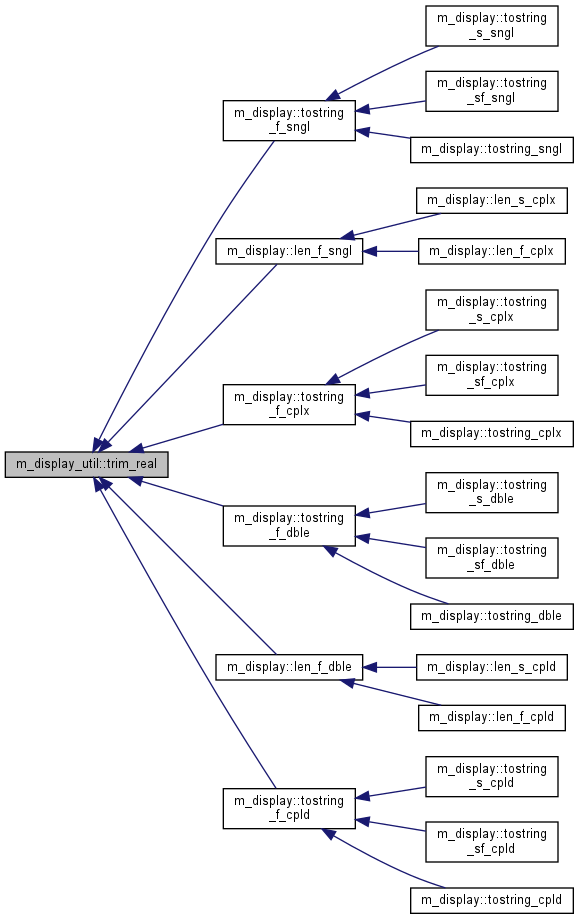 m_display::tostring
_s_sngl
m_display::tostring
_sf_sngl
m_display::tostring
_f_sngl
m_display::tostring_sngl
m_display::len_s_cplx
m_display::len_f_sngl
m_display::len_f_cplx
m_display::tostring
_s_cplx
m_display::tostring
_sf_cplx
m_display::tostring
_f_cplx
m_display::tostring_cplx
m_display_util::trim_real
m_display::tostring
_s_dble
m_display::tostring
_f_dble
m_display::tostring
_sf_dble
m_display::tostring_dble
m_display::len_f_dble
m_display::len_s_cpld
m_display::len_f_cpld
m_display::tostring
_s_cpld
m_display::tostring
_f_cpld
m_display::tostring
_sf_cpld
m_display::tostring_cpld